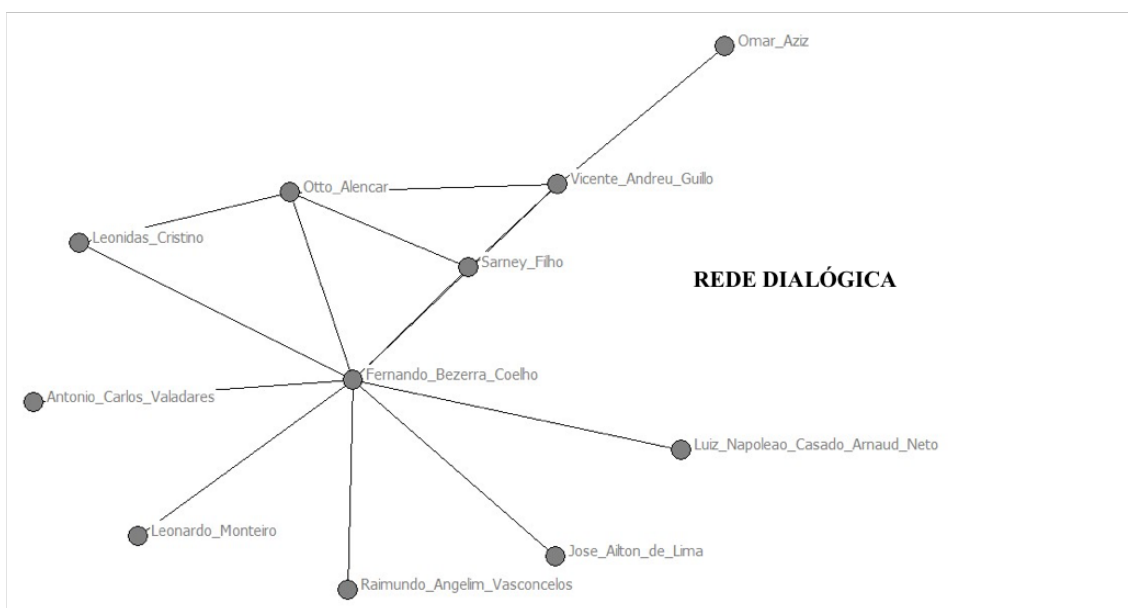 Omar_Aziz
Vicente_Andreu_Guillo
Otto_Alencar
Leonidas_Cristino
Sarney_Filho
REDE DIALÓGICA
Fernando_Bezerra_Coelho
Antonio_Carlos_Valadares
Luiz_Napoleao_Casado_Arnaud_Neto
Leonardo_Monteiro
Jose_Ailton_de_Lima
Raimundo_Angelim_Vasconcelos